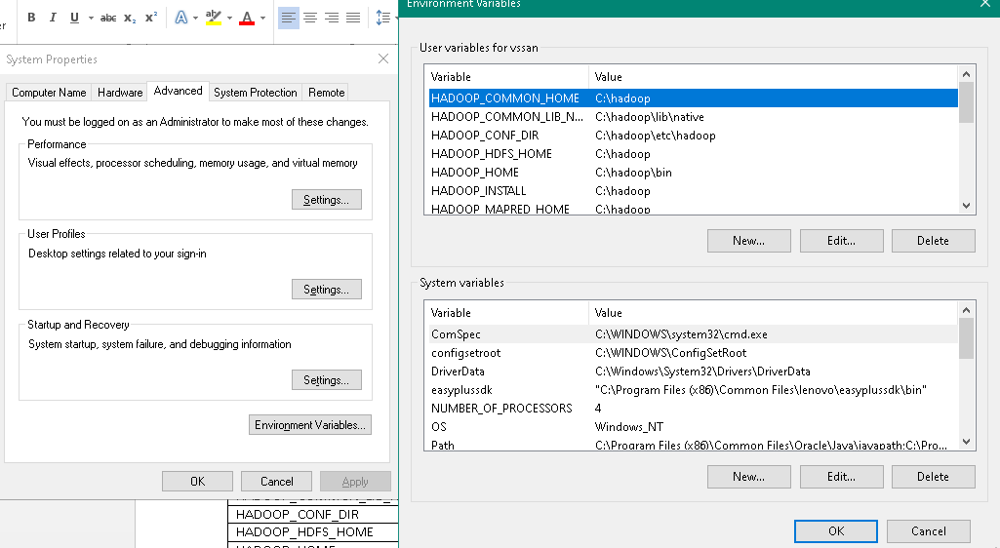 er
B I U abc x₂ x² A ab A
System Properties
Computer Name Hardware Advanced System Protection Remote
You must be logged on as an Administrator to make most of these changes.
Performance
Visual effects, processor scheduling, memory usage, and virtual memory
Settings...
User Profiles
Desktop settings related to your sign-in
Settings...
Startup and Recovery
System startup, system failure, and debugging information
Settings...
Environment Variables...
OK Cancel Apply
HADOOP_CONF_DIR
HADOOP_HDFS_HOME
Environment Variables
User variables for vssan
Variable Value
HADOOP_COMMON_HOME C:\hadoop
HADOOP_COMMON_LIB_N... C:\hadoop\lib\native
HADOOP_CONF_DIR C:\hadoop\etc\hadoop
HADOOP_HDFS_HOME C:\hadoop
HADOOP_HOME C:\hadoop\bin
HADOOP_INSTALL C:\hadoop
HADOOP_MAPRED_HOME C:\hadoop
New... Edit... Delete
System variables
Variable Value
ComSpec C:\WINDOWS\system32\cmd.exe
configsetroot C:\WINDOWS\ConfigSetRoot
DriverData C:\Windows\System32\Drivers\DriverData
easyplussdk "C:\Program Files (x86)\Common Files\lenovo\easyplussdk\bin"
NUMBER_OF_PROCESSORS 4
OS Windows_NT
Path C:\Program Files (x86)\Common Files\Oracle\Java\javapath;C:\Pro...
New... Edit... Delete
OK Cancel